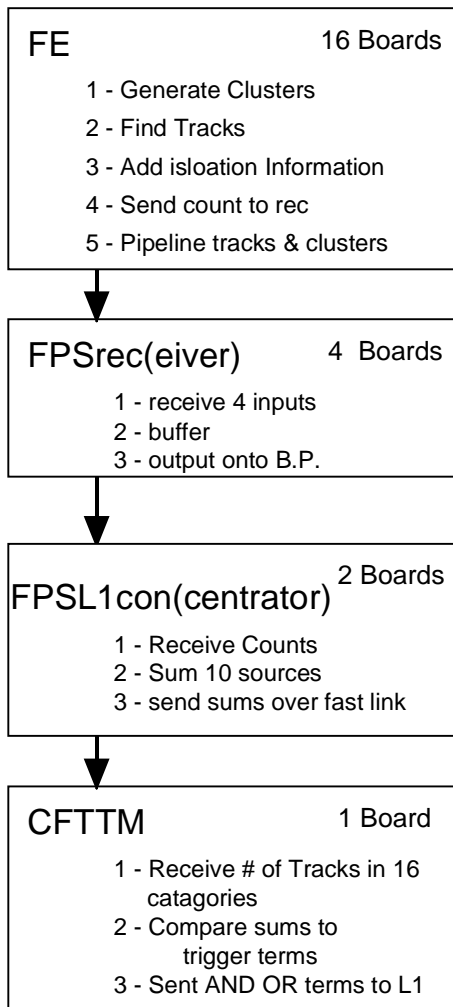 FE 16 Boards
1 - Generate Clusters
2 - Find Tracks
3 - Add isloation Information
4 - Send count to rec
5 - Pipeline tracks & clusters
FPSrec(eiver) 4 Boards
1 - receive 4 inputs
2 - buffer
3 - output onto B.P.
FPSL1con(centrator) 2 Boards
1 - Receive Counts
2 - Sum 10 sources
3 - send sums over fast link
CFTTM 1 Board
1 - Receive # of Tracks in 16
catagories
2 - Compare sums to
trigger terms
3 - Sent AND OR terms to L1